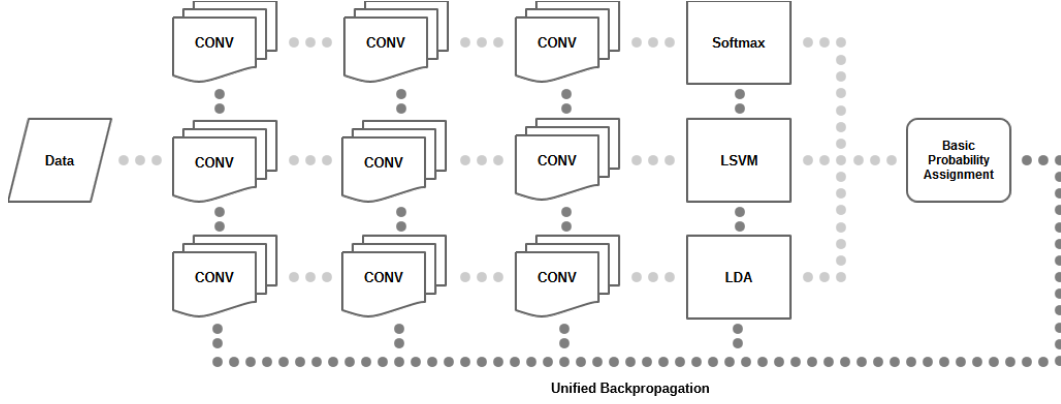 CONV
CONV
CONV
Softmax
Data
CONV
CONV
CONV
LSVM
Basic
Probability
Assignment
CONV
CONV
CONV
LDA
Unified Backpropagation